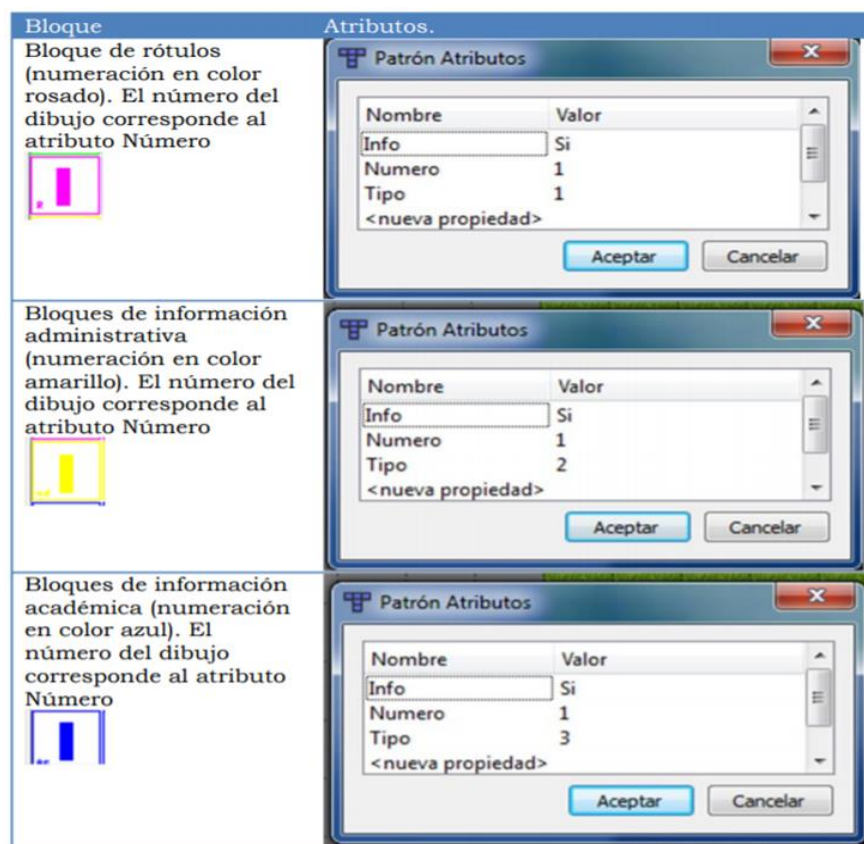 Bloque Atributos.
Bloque de rótulos
(numeración en color
rosado). El número del
dibujo corresponde al
atributo Número
Patrón Atributos
Nombre Valor
Info Si
Numero 1
Tipo 1
<nueva propiedad>
Aceptar Cancelar
Bloques de información
administrativa
(numeración en color
amarillo). El número del
dibujo corresponde al
atributo Número
Patrón Atributos
Nombre Valor
Info Si
Numero 1
Tipo 2
<nueva propiedad>
Aceptar Cancelar
Bloques de información
académica (numeración
en color azul). El
número del dibujo
corresponde al atributo
Número
Patrón Atributos
Nombre Valor
Info Si
Numero 1
Tipo 3
<nueva propiedad>
Aceptar Cancelar